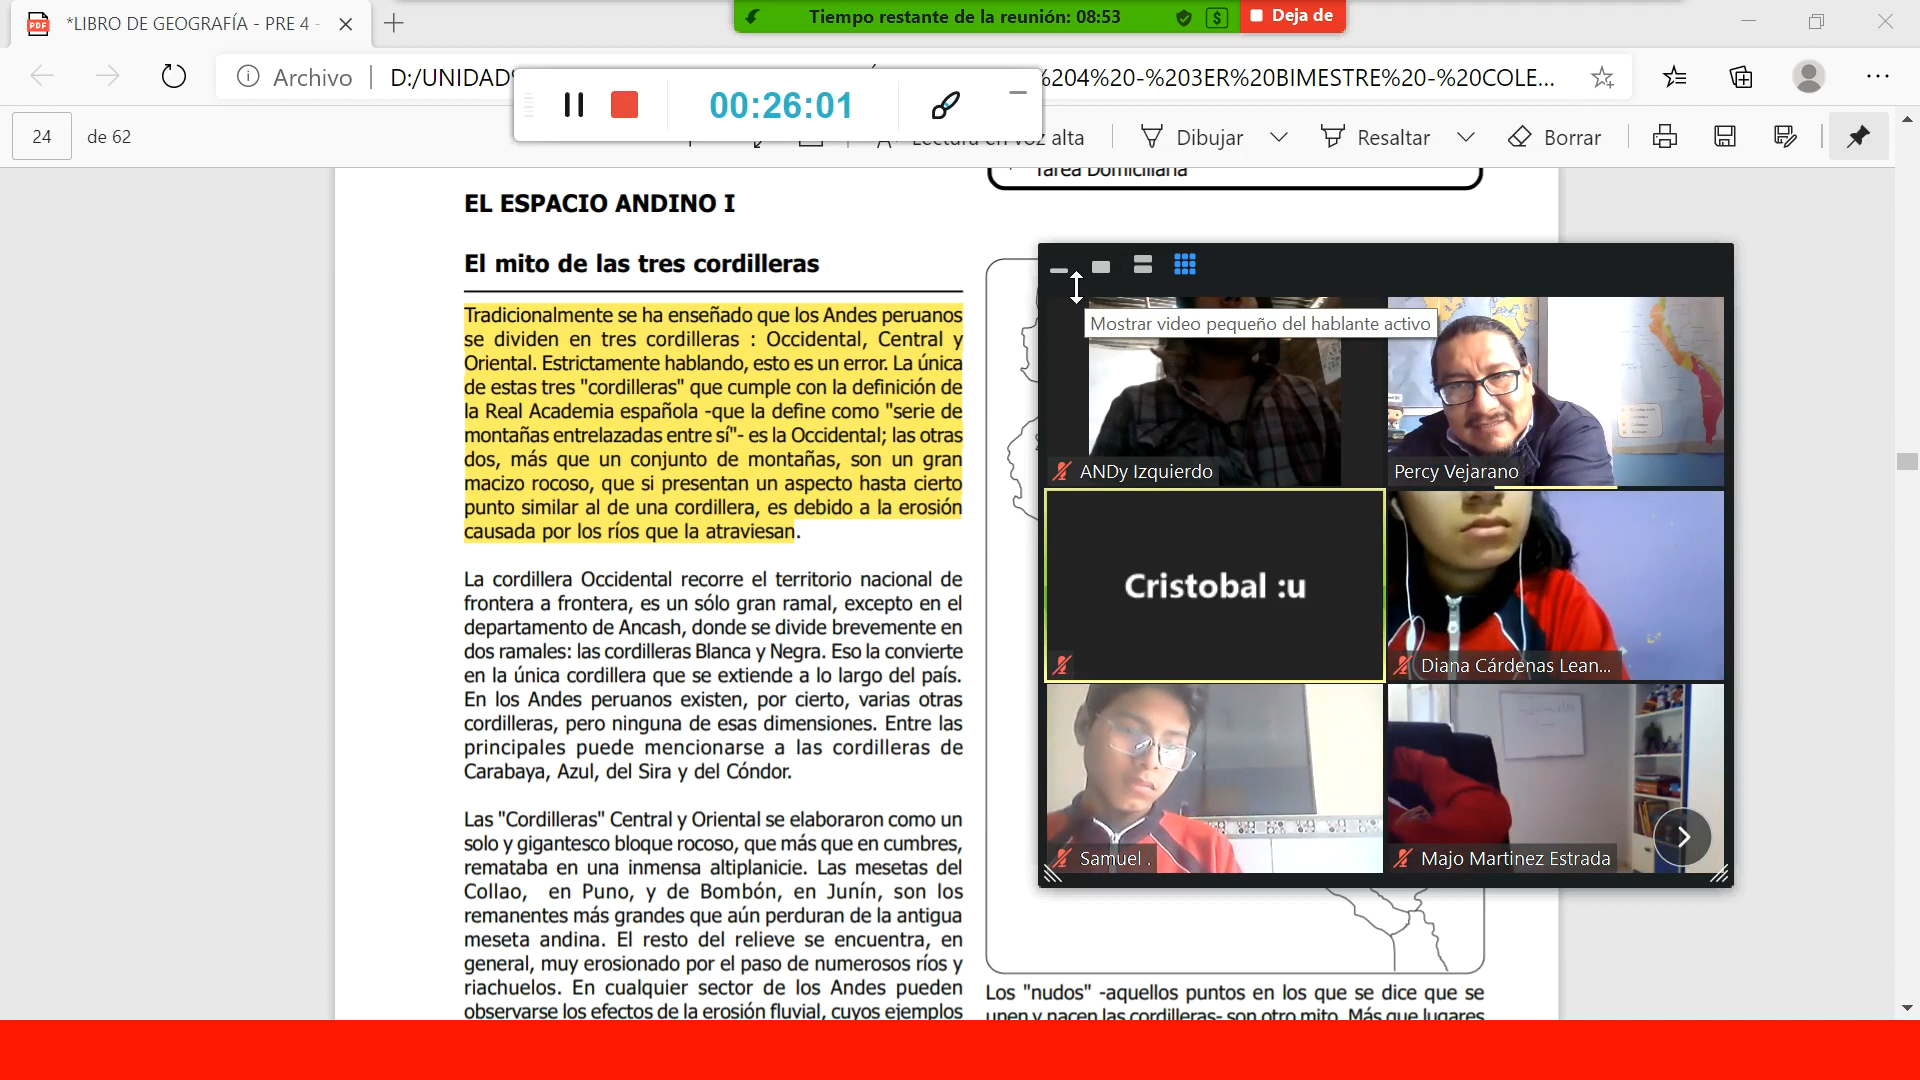 *LIBRO DE GEOGRAFÍA - PRE 4 -
Tiempo restante de la reunión: 08:53
Deja de
Archivo
D:/UNIDAD
%204%20-%203ER%20BIMESTRE%20-%20COLE...
00:26:01
24 de 62
Lectura en voz alta
Dibujar
Resaltar
Borrar
Tarea Domiciliaria
EL ESPACIO ANDINO I
El mito de las tres cordilleras
Tradicionalmente se ha enseñado que los Andes peruanos
se dividen en tres cordilleras : Occidental, Central y
Oriental. Estrictamente hablando, esto es un error. La única
de estas tres "cordilleras" que cumple con la definición de
la Real Academia española -que la define como "serie de
montañas entrelazadas entre sí"- es la Occidental; las otras
dos, más que un conjunto de montañas, son un gran
macizo rocoso, que si presentan un aspecto hasta cierto
punto similar al de una cordillera, es debido a la erosión
causada por los ríos que la atraviesan.
La cordillera Occidental recorre el territorio nacional de
frontera a frontera, es un sólo gran ramal, excepto en el
departamento de Ancash, donde se divide brevemente en
dos ramales: las cordilleras Blanca y Negra. Eso la convierte
en la única cordillera que se extiende a lo largo del país.
En los Andes peruanos existen, por cierto, varias otras
cordilleras, pero ninguna de esas dimensiones. Entre las
principales puede mencionarse a las cordilleras de
Carabaya, Azul, del Sira y del Cóndor.
Las "Cordilleras" Central y Oriental se elaboraron como un
solo y gigantesco bloque rocoso, que más que en cumbres,
remataba en una inmensa altiplanicie. Las mesetas del
Collao, en Puno, y de Bombón, en Junín, son los
remanentes más grandes que aún perduran de la antigua
meseta andina. El resto del relieve se encuentra, en
general, muy erosionado por el paso de numerosos ríos y
riachuelos. En cualquier sector de los Andes pueden
observarse los efectos de la erosión fluvial, cuyos ejemplos
Mostrar video pequeño del hablante activo
ANDy Izquierdo
Percy Vejarano
Cristobal :u
Diana Cárdenas Lean...
Samuel .
Majo Martinez Estrada
Los "nudos" -aquellos puntos en los que se dice que se
unen y nacen las cordilleras- son otro mito. Más que lugares